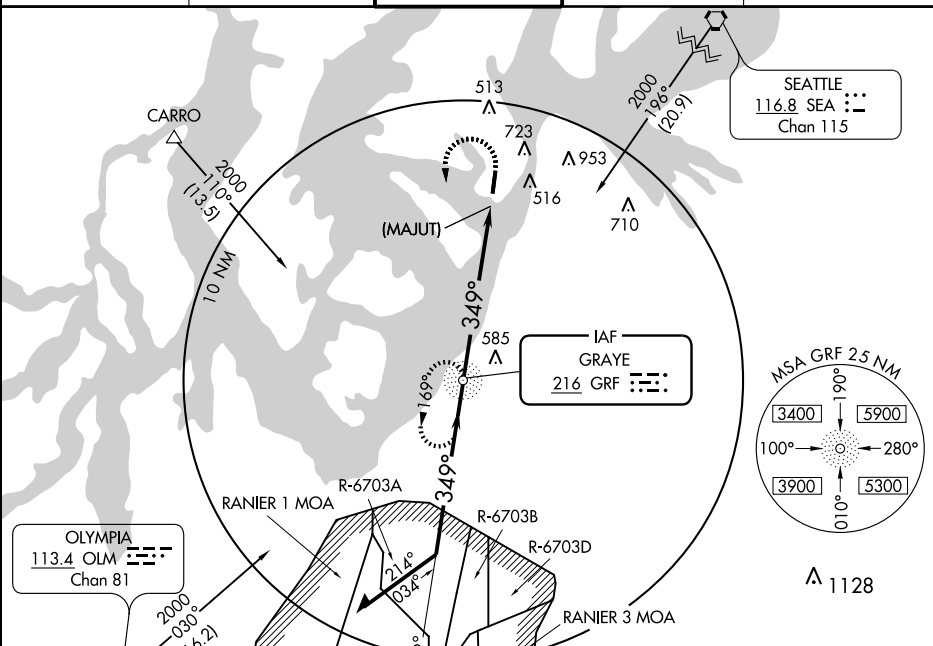 513
CARRO
2000
110°
(13.5)
723
953
516
710
2000
196°
(20.9)
SEATTLE
116.8 SEA
Chan 115
(MAJUT)
10 NM
349°
585
IAF
GRAYE
216 GRF
169°
349°
MSA GRF 25 NM
190°
3400
5900
100°
280°
3900
5300
010°
RANIER 1 MOA
R-6703A
R-6703B
R-6703D
214°
034°
OLYMPIA
113.4 OLM
Chan 81
2000
030°
RANIER 3 MOA
1128